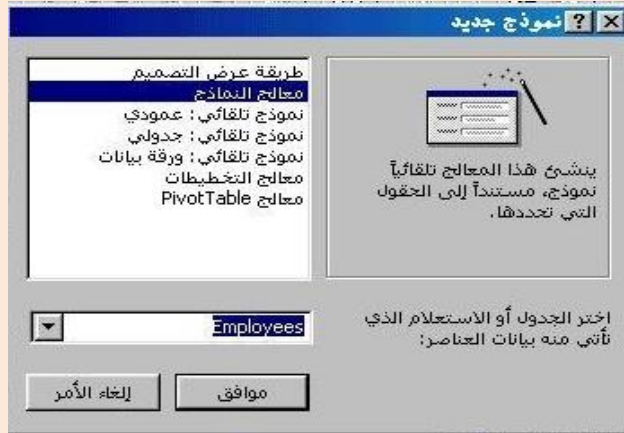 نموذج جديد
طريقة عرض التصميم
معالج النماذج
نموذج تلقائي: عمودي
نموذج تلقائي: جدولي
نموذج تلقائي: ورقة بيانات
معالج التخطيطات
معالج PivotTable
ينشئ هذا المعالج تلقائياً
نموذج، مستنداً إلى الحقول
التي تحددها.
اختر الجدول أو الاستعلام الذي
تأتي منه بيانات العناصر:
Employees
موافق
إلغاء الأمر